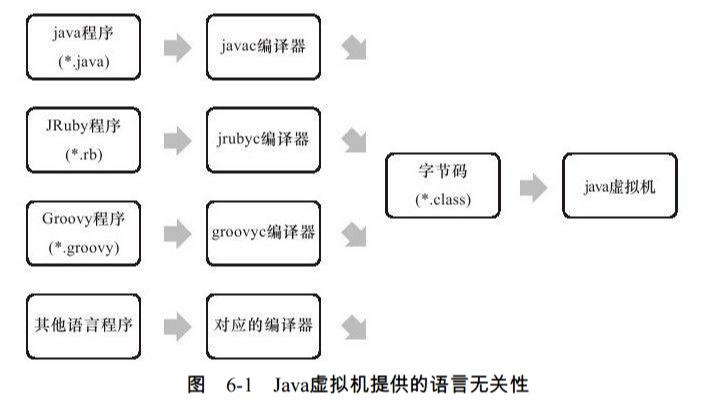 java程序
(*.java)
javac编译器
JRuby程序
(*.rb)
jrubyc编译器
字节码
(*.class)
java虚拟机
Groovy程序
(*.groovy)
groovyc编译器
其他语言程序
对应的编译器
图 6-1 Java虚拟机提供的语言无关性